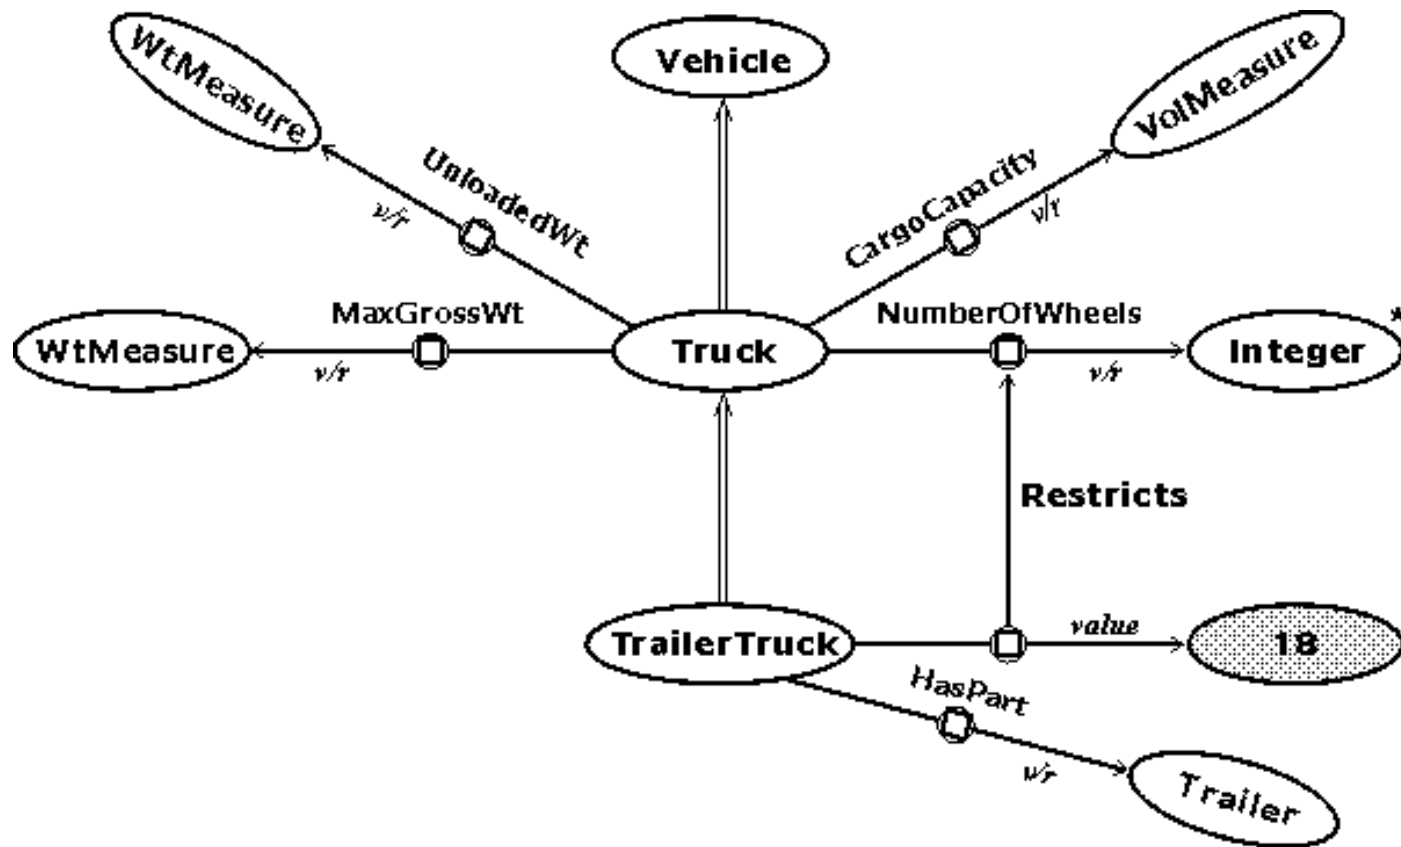 WtMeasure
Vehicle
VolMeasure
UnloadedWt
v/r
CargoCapacity
v/r
MaxGrossWt
NumberOfWheels
*
WtMeasure
v/r
Truck
v/r
Integer
Restricts
TrailerTruck
value
18
HasPart
v/r
Trailer